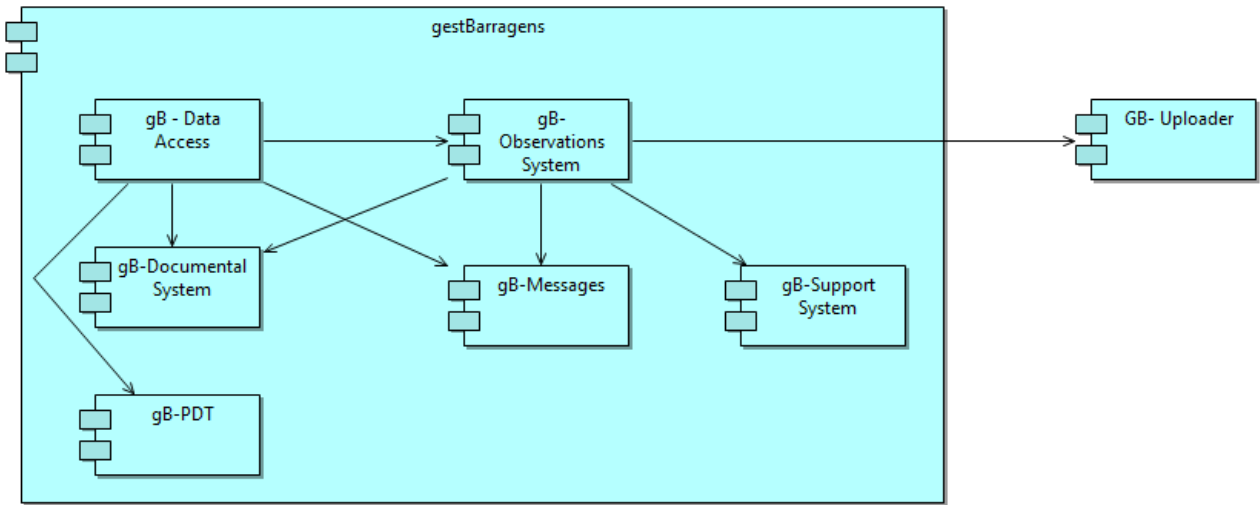 gestBarragens
gB - Data
Access
gB-
Observations
System
GB- Uploader
gB-Documental
System
gB-Messages
gB-Support
System
gB-PDT